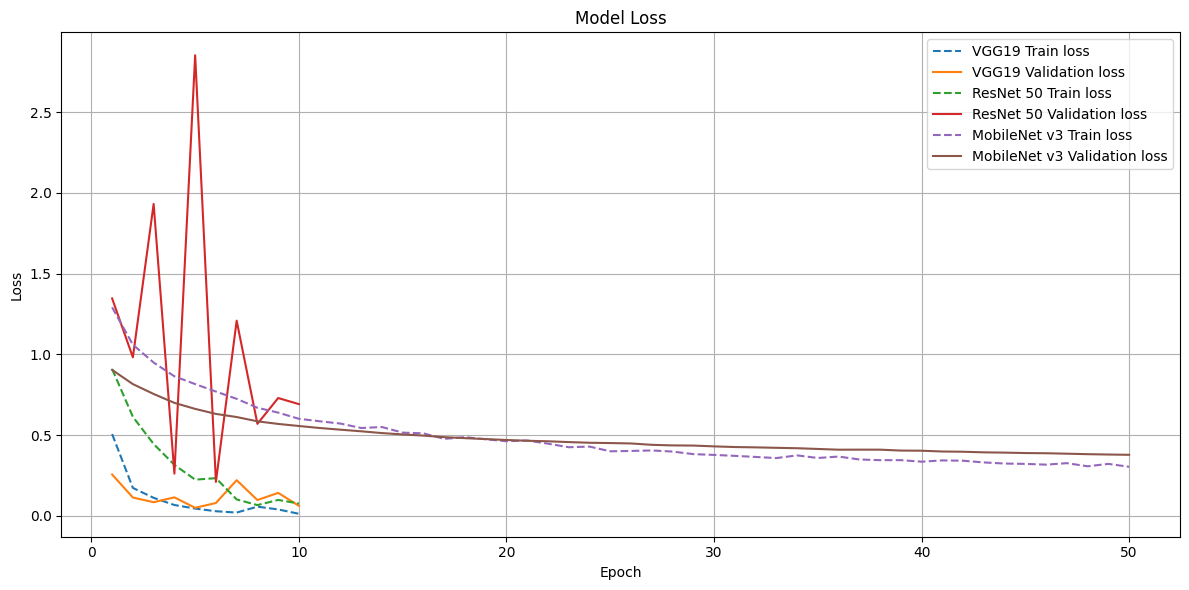 Model Loss
VGG19 Train loss
VGG19 Validation loss
ResNet 50 Train loss
ResNet 50 Validation loss
MobileNet v3 Train loss
MobileNet v3 Validation loss
Loss
2.5
2.0
1.5
1.0
0.5
0.0
0 10 20 30 40 50
Epoch